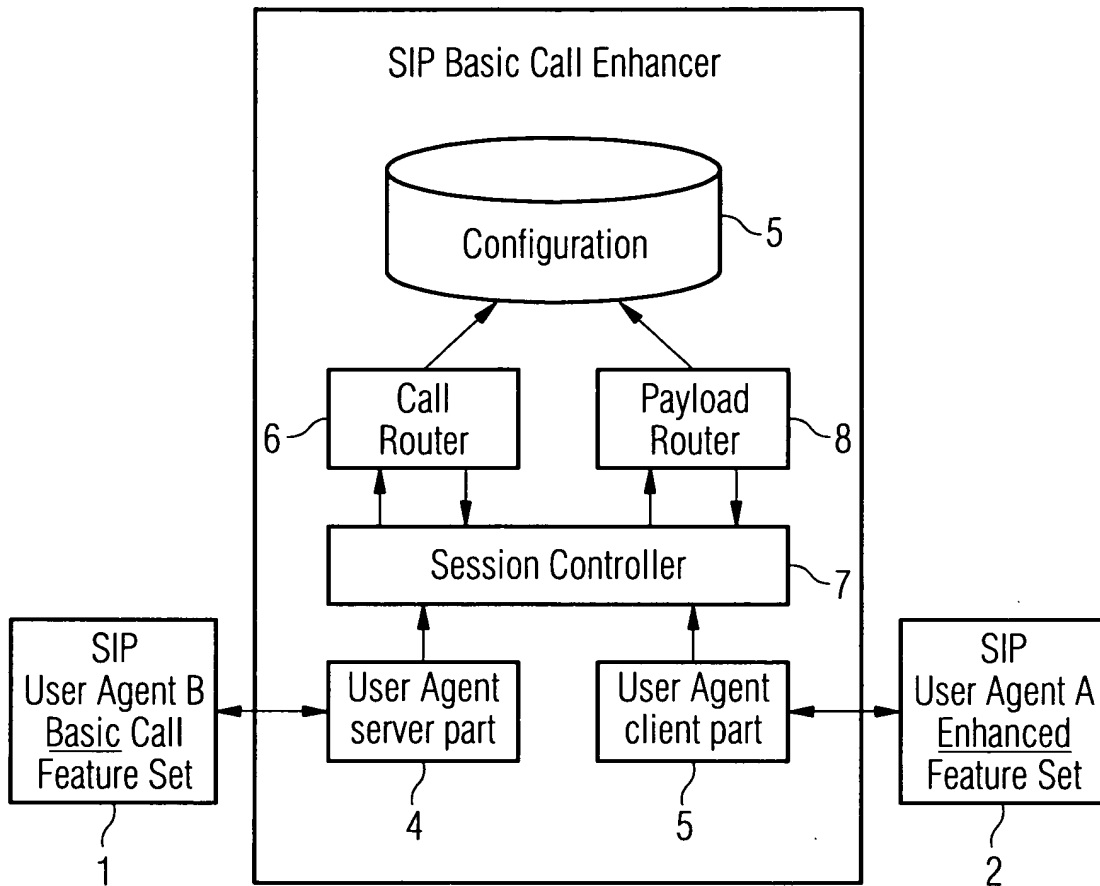 SIP Basic Call Enhancer
Configuration
5
Call
Router
6
Payload
Router
8
Session Controller
7
SIP
User Agent B
Basic Call
Feature Set
1
User Agent
server part
4
User Agent
client part
5
SIP
User Agent A
Enhanced
Feature Set
2